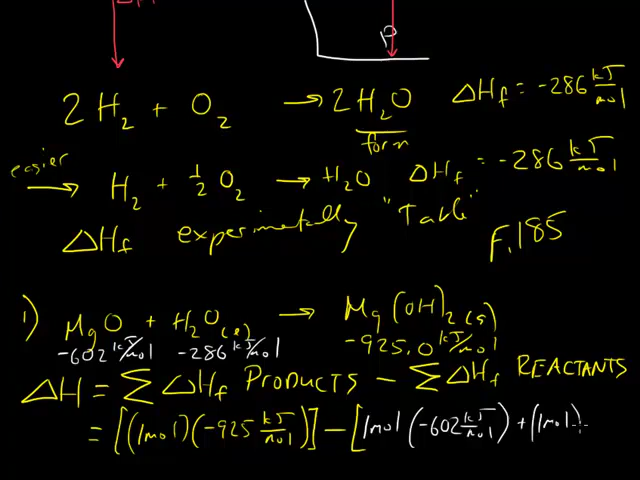 P
2 H₂ + O₂ → 2 H₂O ΔHf = -286 kJ/mol
form
easier
→ H₂ + ½ O₂ → H₂O ΔHf = -286 kJ/mol
ΔHf experimentally "Table" P.185
1) MgO + H₂O(l) → Mg(OH)₂(s)
-602 kJ/mol -286 kJ/mol -925.0 kJ/mol
ΔH = Σ ΔHf Products - Σ ΔHf REACTANTS
= [(1mol)(-925 kJ/mol)] - [1mol (-602 kJ/mol) + (1mol)